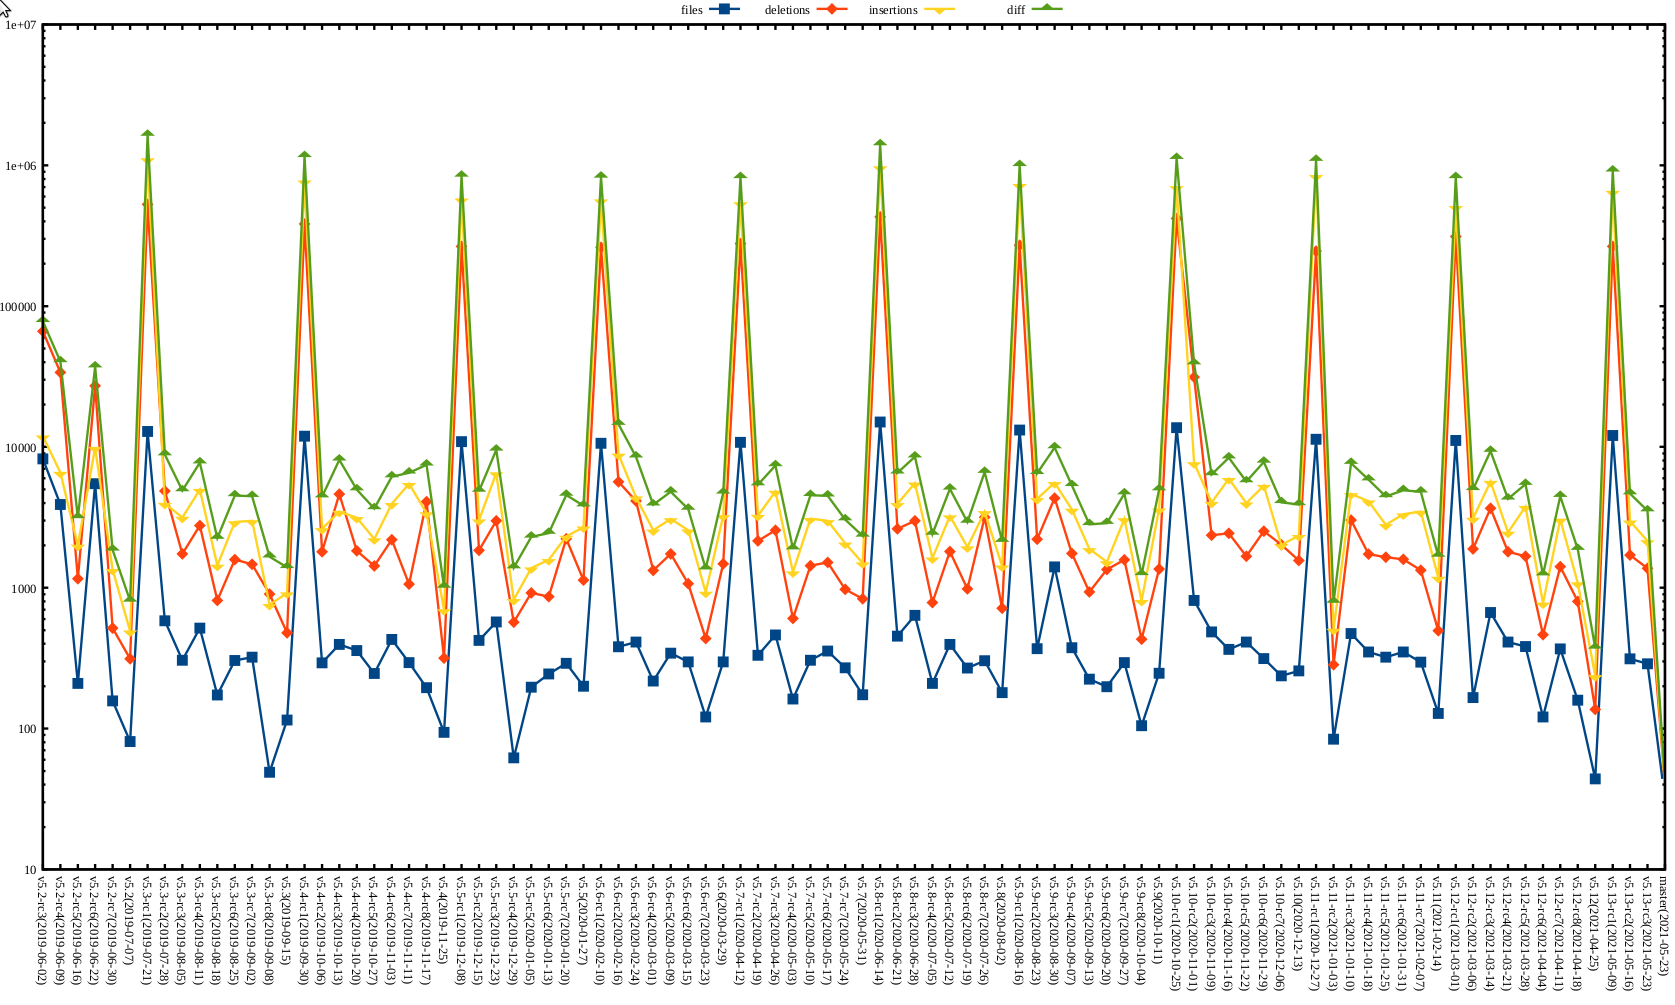 files deletions insertions diff
1e+07
1e+06
100000
10000
1000
100
10
v5.2-rc3(2019-06-02)
v5.2-rc4(2019-06-09)
v5.2-rc5(2019-06-16)
v5.2-rc6(2019-06-22)
v5.2-rc7(2019-06-30)
v5.2(2019-07-07)
v5.3-rc1(2019-07-21)
v5.3-rc2(2019-07-28)
v5.3-rc3(2019-08-05)
v5.3-rc4(2019-08-11)
v5.3-rc5(2019-08-18)
v5.3-rc6(2019-08-25)
v5.3-rc7(2019-09-02)
v5.3-rc8(2019-09-08)
v5.3(2019-09-15)
v5.4-rc1(2019-09-30)
v5.4-rc2(2019-10-06)
v5.4-rc3(2019-10-13)
v5.4-rc4(2019-10-20)
v5.4-rc5(2019-10-27)
v5.4-rc6(2019-11-03)
v5.4-rc7(2019-11-11)
v5.4-rc8(2019-11-17)
v5.4(2019-11-25)
v5.5-rc1(2019-12-08)
v5.5-rc2(2019-12-15)
v5.5-rc3(2019-12-23)
v5.5-rc4(2019-12-29)
v5.5-rc5(2020-01-05)
v5.5-rc6(2020-01-13)
v5.5-rc7(2020-01-20)
v5.5(2020-01-27)
v5.6-rc1(2020-02-10)
v5.6-rc2(2020-02-16)
v5.6-rc3(2020-02-24)
v5.6-rc4(2020-03-01)
v5.6-rc5(2020-03-09)
v5.6-rc6(2020-03-15)
v5.6-rc7(2020-03-23)
v5.6(2020-03-29)
v5.7-rc1(2020-04-12)
v5.7-rc2(2020-04-19)
v5.7-rc3(2020-04-26)
v5.7-rc4(2020-05-03)
v5.7-rc5(2020-05-10)
v5.7-rc6(2020-05-17)
v5.7-rc7(2020-05-24)
v5.7(2020-05-31)
v5.8-rc1(2020-06-14)
v5.8-rc2(2020-06-21)
v5.8-rc3(2020-06-28)
v5.8-rc4(2020-07-05)
v5.8-rc5(2020-07-12)
v5.8-rc6(2020-07-19)
v5.8-rc7(2020-07-26)
v5.8(2020-08-02)
v5.9-rc1(2020-08-16)
v5.9-rc2(2020-08-23)
v5.9-rc3(2020-08-30)
v5.9-rc4(2020-09-07)
v5.9-rc5(2020-09-13)
v5.9-rc6(2020-09-20)
v5.9-rc7(2020-09-27)
v5.9-rc8(2020-10-04)
v5.9(2020-10-11)
v5.10-rc1(2020-10-25)
v5.10-rc2(2020-11-01)
v5.10-rc3(2020-11-09)
v5.10-rc4(2020-11-16)
v5.10-rc5(2020-11-22)
v5.10-rc6(2020-11-29)
v5.10-rc7(2020-12-06)
v5.10(2020-12-13)
v5.11-rc1(2020-12-27)
v5.11-rc2(2021-01-03)
v5.11-rc3(2021-01-10)
v5.11-rc4(2021-01-18)
v5.11-rc5(2021-01-25)
v5.11-rc6(2021-01-31)
v5.11-rc7(2021-02-07)
v5.11(2021-02-14)
v5.12-rc1(2021-03-01)
v5.12-rc2(2021-03-06)
v5.12-rc3(2021-03-14)
v5.12-rc4(2021-03-21)
v5.12-rc5(2021-03-28)
v5.12-rc6(2021-04-04)
v5.12-rc7(2021-04-11)
v5.12-rc8(2021-04-18)
v5.12(2021-04-25)
v5.13-rc1(2021-05-09)
v5.13-rc2(2021-05-16)
v5.13-rc3(2021-05-23)
master(2021-05-23)